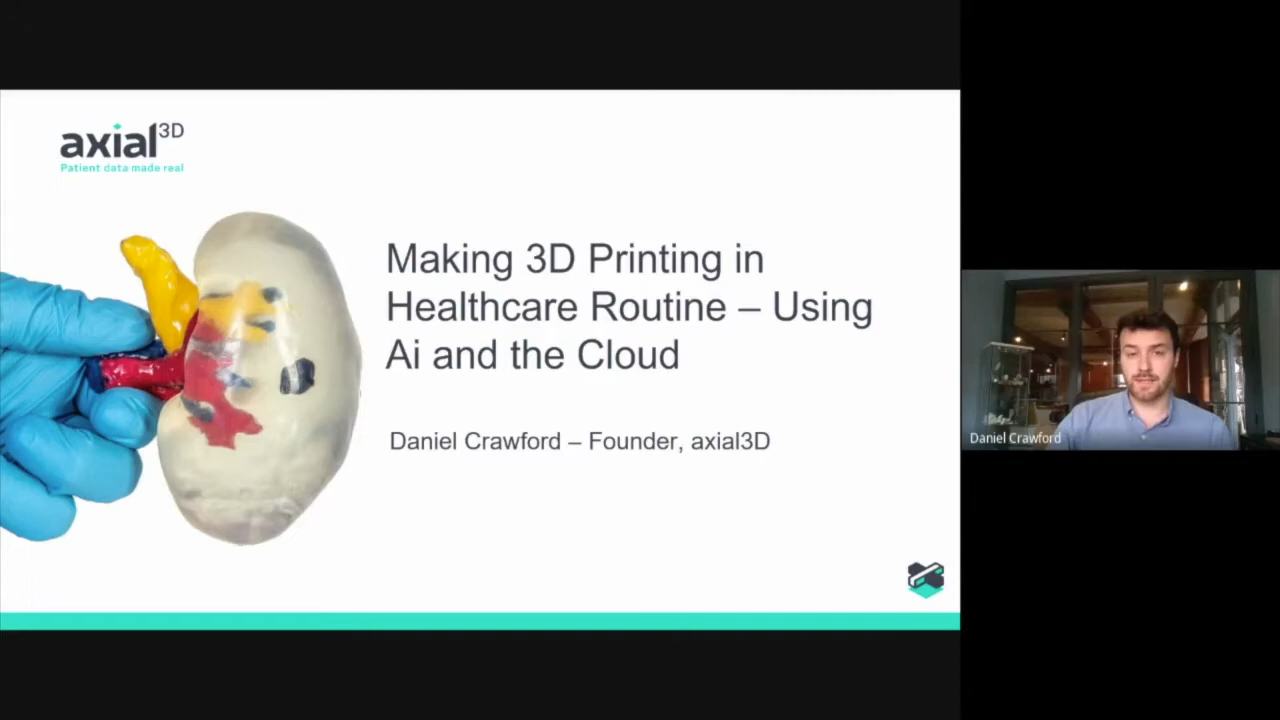 axial3D
Patient data made real
Making 3D Printing in
Healthcare Routine – Using
Ai and the Cloud
Daniel Crawford – Founder, axial3D
Daniel Crawford